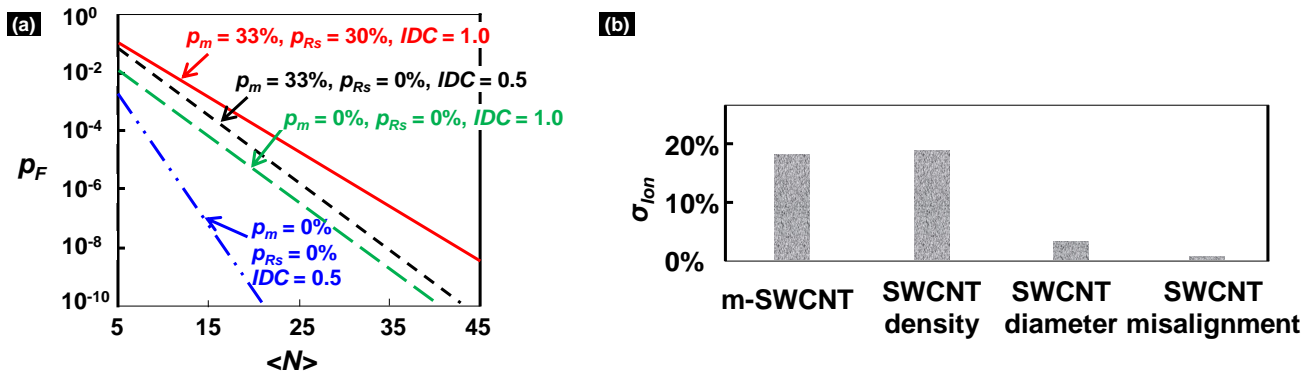 (a)
10^0
10^-2
10^-4
10^-6
10^-8
10^-10
p_F
p_m = 33%, p_Rs = 30%, IDC = 1.0
p_m = 33%, p_Rs = 0%, IDC = 0.5
p_m = 0%, p_Rs = 0%, IDC = 1.0
p_m = 0%
p_Rs = 0%
IDC = 0.5
5 15 25 35 45
<N>
(b)
σ_Ion
20%
10%
0%
m-SWCNT
SWCNT density
SWCNT diameter
SWCNT misalignment